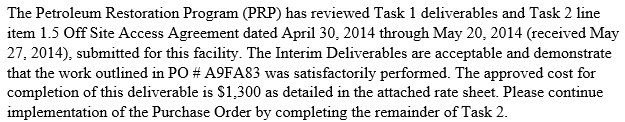 The Petroleum Restoration Program (PRP) has reviewed Task 1 deliverables and Task 2 line
item 1.5 Off Site Access Agreement dated April 30, 2014 through May 20, 2014 (received May
27, 2014), submitted for this facility. The Interim Deliverables are acceptable and demonstrate
that the work outlined in PO # A9FA83 was satisfactorily performed. The approved cost for
completion of this deliverable is $1,300 as detailed in the attached rate sheet. Please continue
implementation of the Purchase Order by completing the remainder of Task 2.